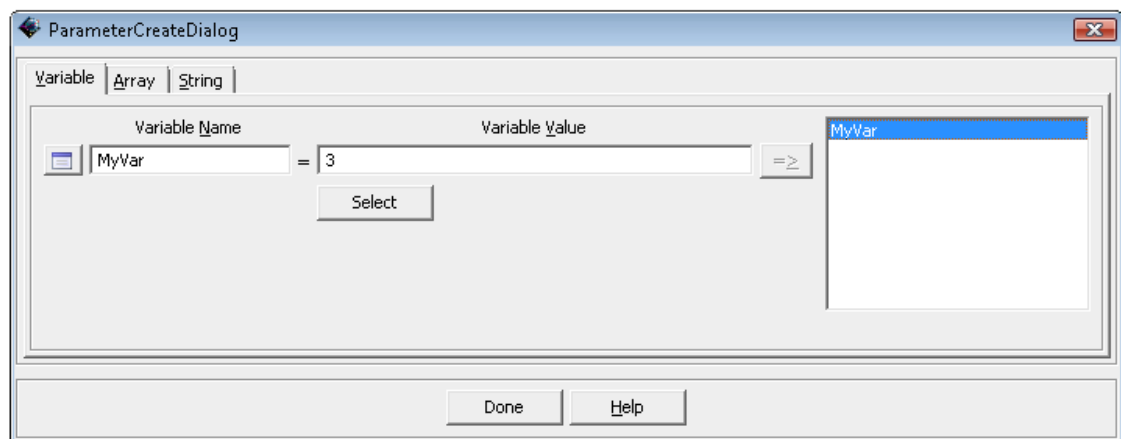 ParameterCreateDialog
Variable Array String
Variable Name Variable Value
MyVar = 3 =>
MyVar
Select
Done Help